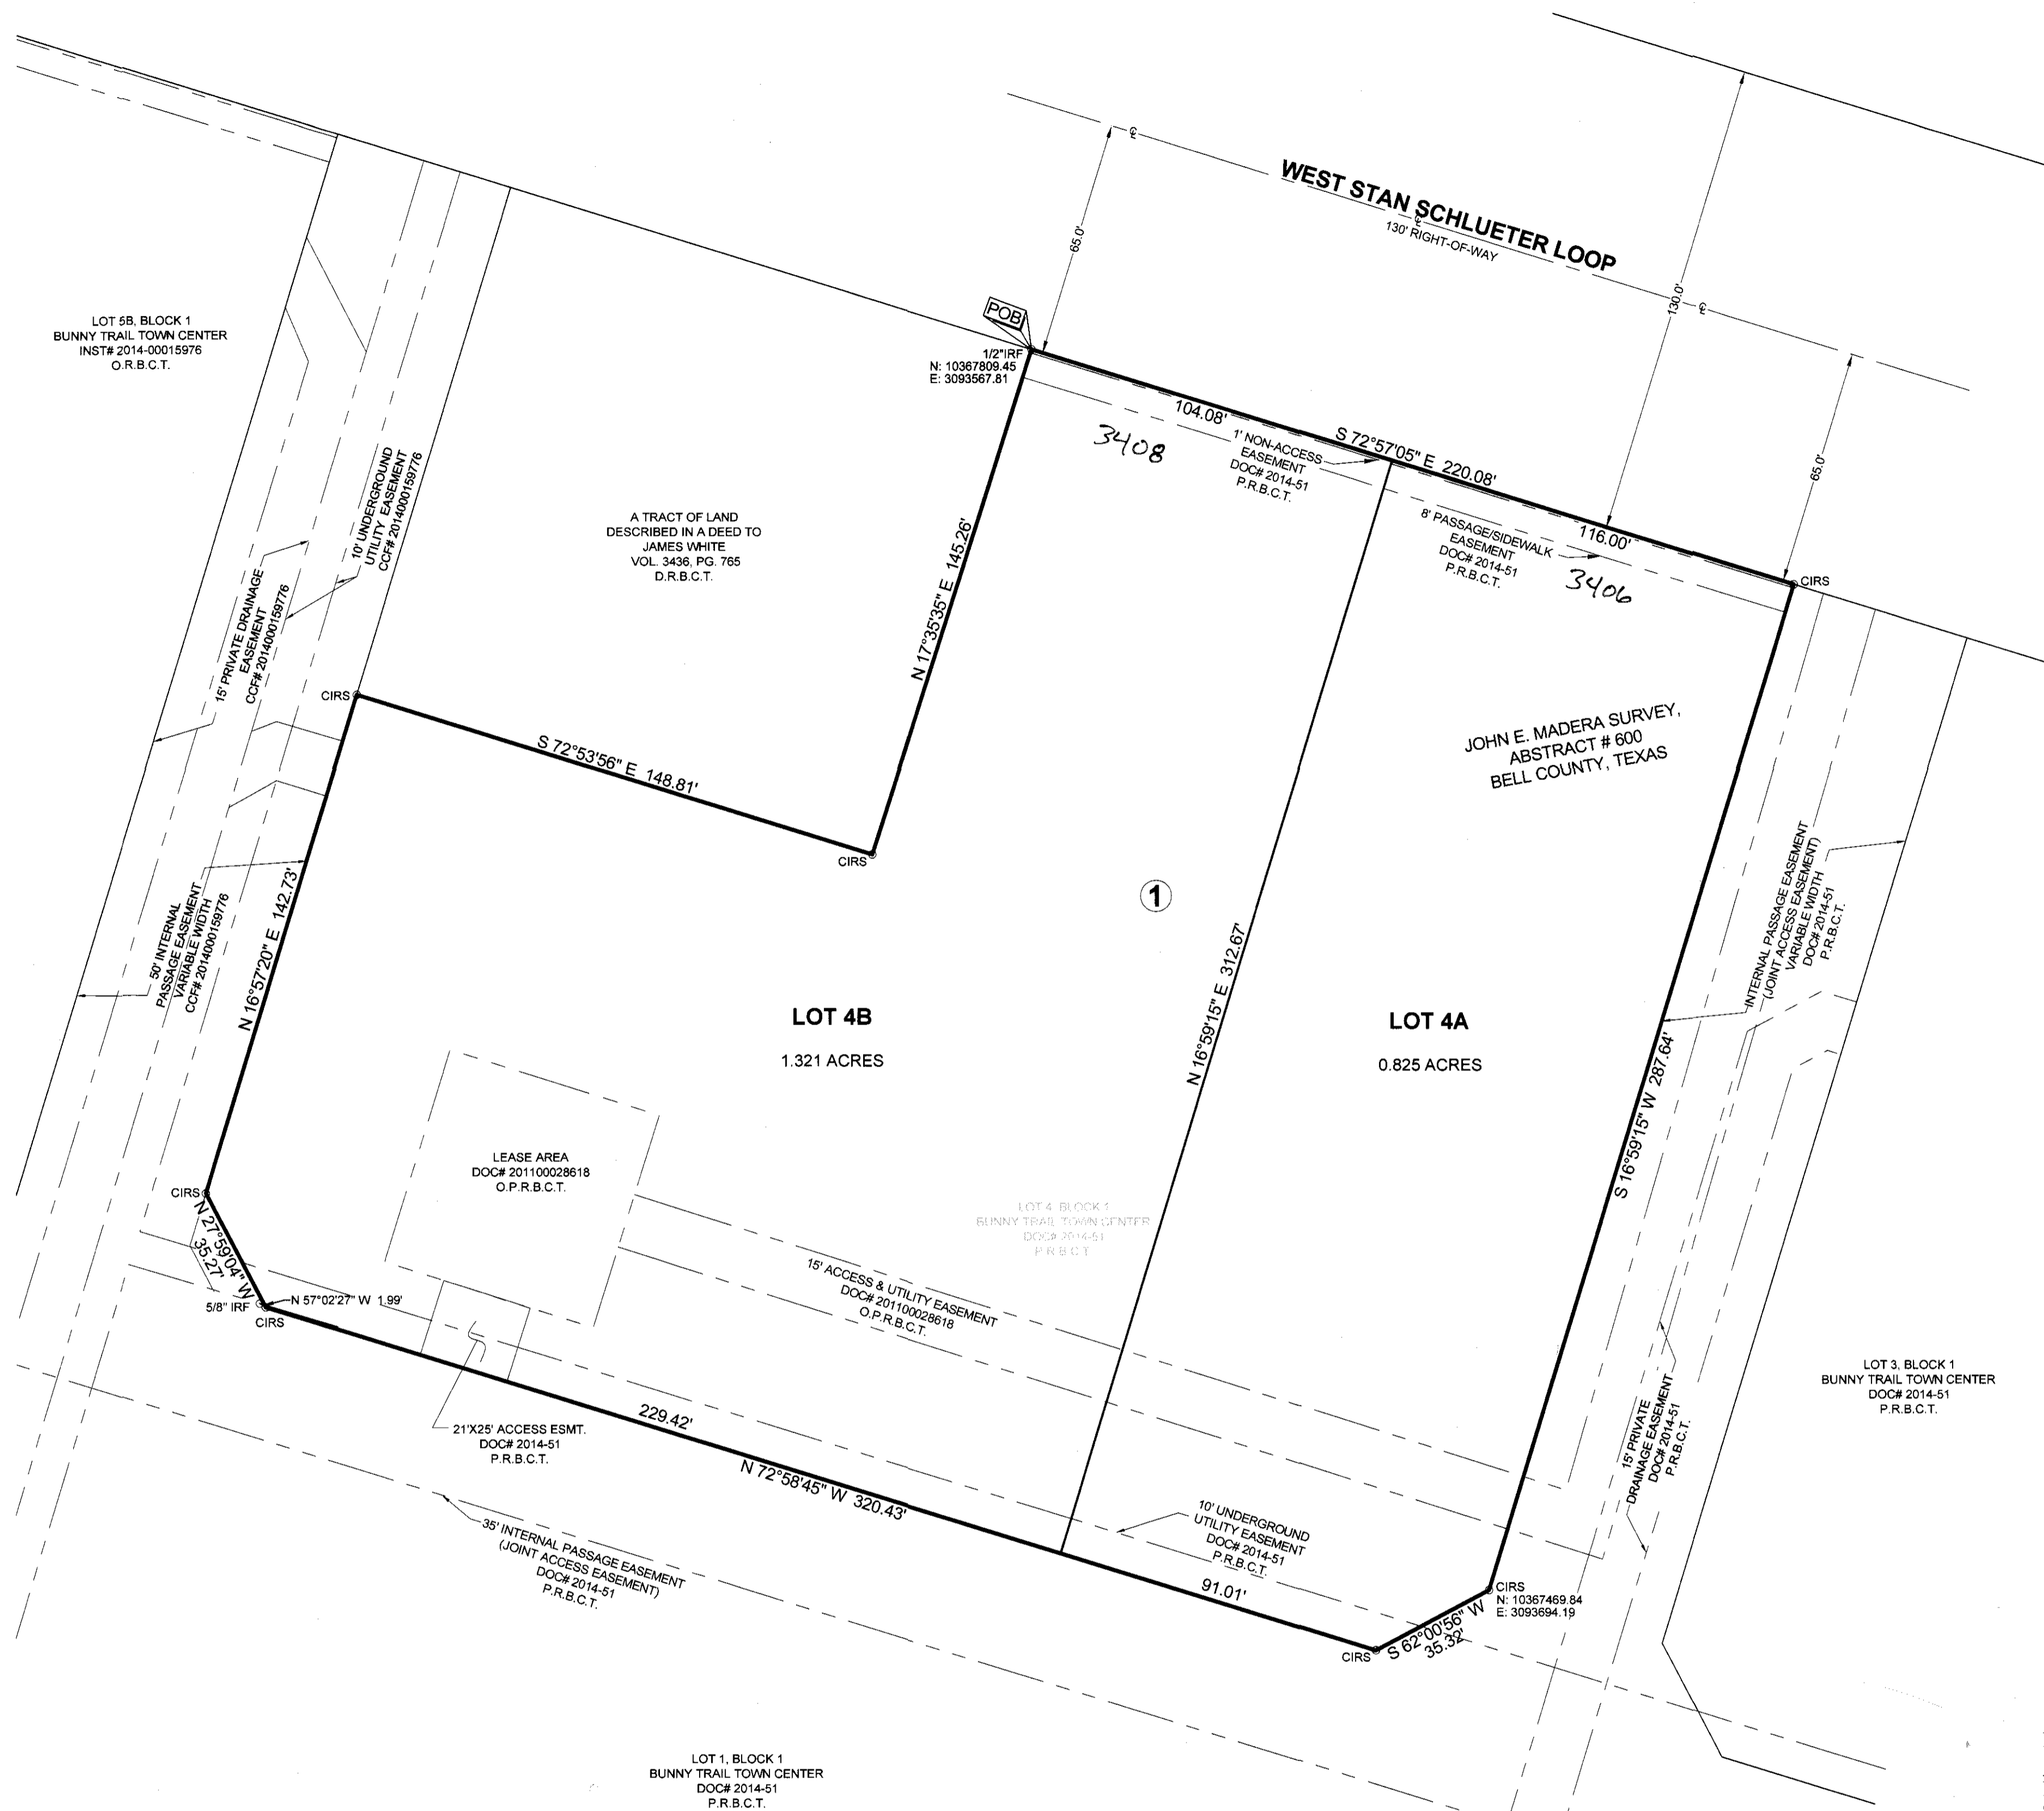 ℄
WEST STAN SCHLUETER LOOP
℄
130' RIGHT-OF-WAY
65.0'
130.0'
℄
65.0'
LOT 5B, BLOCK 1
BUNNY TRAIL TOWN CENTER
INST# 2014-00015976
O.R.B.C.T.
POB
1/2"IRF
N: 10367809.45
E: 3093567.81
104.08'
S 72°57'05" E 220.08'
116.00'
CIRS
3408
1' NON-ACCESS
EASEMENT
DOC# 2014-51
P.R.B.C.T.
8' PASSAGE/SIDEWALK
EASEMENT
DOC# 2014-51
P.R.B.C.T.
3406
10' UNDERGROUND
UTILITY EASEMENT
CCF# 2014000159776
15' PRIVATE DRAINAGE
EASEMENT
CCF# 2014000159776
A TRACT OF LAND
DESCRIBED IN A DEED TO
JAMES WHITE
VOL. 3436, PG. 765
D.R.B.C.T.
N 17°35'35" E 145.26'
CIRS
S 72°53'56" E 148.81'
CIRS
JOHN E. MADERA SURVEY,
ABSTRACT # 600
BELL COUNTY, TEXAS
50' INTERNAL
PASSAGE EASEMENT
VARIABLE WIDTH
CCF# 2014000159776
N 16°57'20" E 142.73'
1
N 16°59'15" E 312.67'
INTERNAL PASSAGE EASEMENT
(JOINT ACCESS EASEMENT)
VARIABLE WIDTH
DOC# 2014-51
P.R.B.C.T.
LOT 4B
1.321 ACRES
LOT 4A
0.825 ACRES
S 16°59'15" W 287.64'
LEASE AREA
DOC# 201100028618
O.P.R.B.C.T.
CIRS
N 27°59'04" W
35.27'
5/8" IRF
N 57°02'27" W 1.99'
CIRS
LOT 4, BLOCK 1
BUNNY TRAIL TOWN CENTER
DOC# 2014-51
P.R.B.C.T.
15' ACCESS & UTILITY EASEMENT
DOC# 201100028618
O.P.R.B.C.T.
15' PRIVATE
DRAINAGE EASEMENT
DOC# 2014-51
P.R.B.C.T.
LOT 3, BLOCK 1
BUNNY TRAIL TOWN CENTER
DOC# 2014-51
P.R.B.C.T.
21'X25' ACCESS ESMT.
DOC# 2014-51
P.R.B.C.T.
229.42'
N 72°58'45" W 320.43'
35' INTERNAL PASSAGE EASEMENT
(JOINT ACCESS EASEMENT)
DOC# 2014-51
P.R.B.C.T.
10' UNDERGROUND
UTILITY EASEMENT
DOC# 2014-51
P.R.B.C.T.
91.01'
CIRS
N: 10367469.84
E: 3093694.19
S 62°00'56" W
35.32'
CIRS
LOT 1, BLOCK 1
BUNNY TRAIL TOWN CENTER
DOC# 2014-51
P.R.B.C.T.